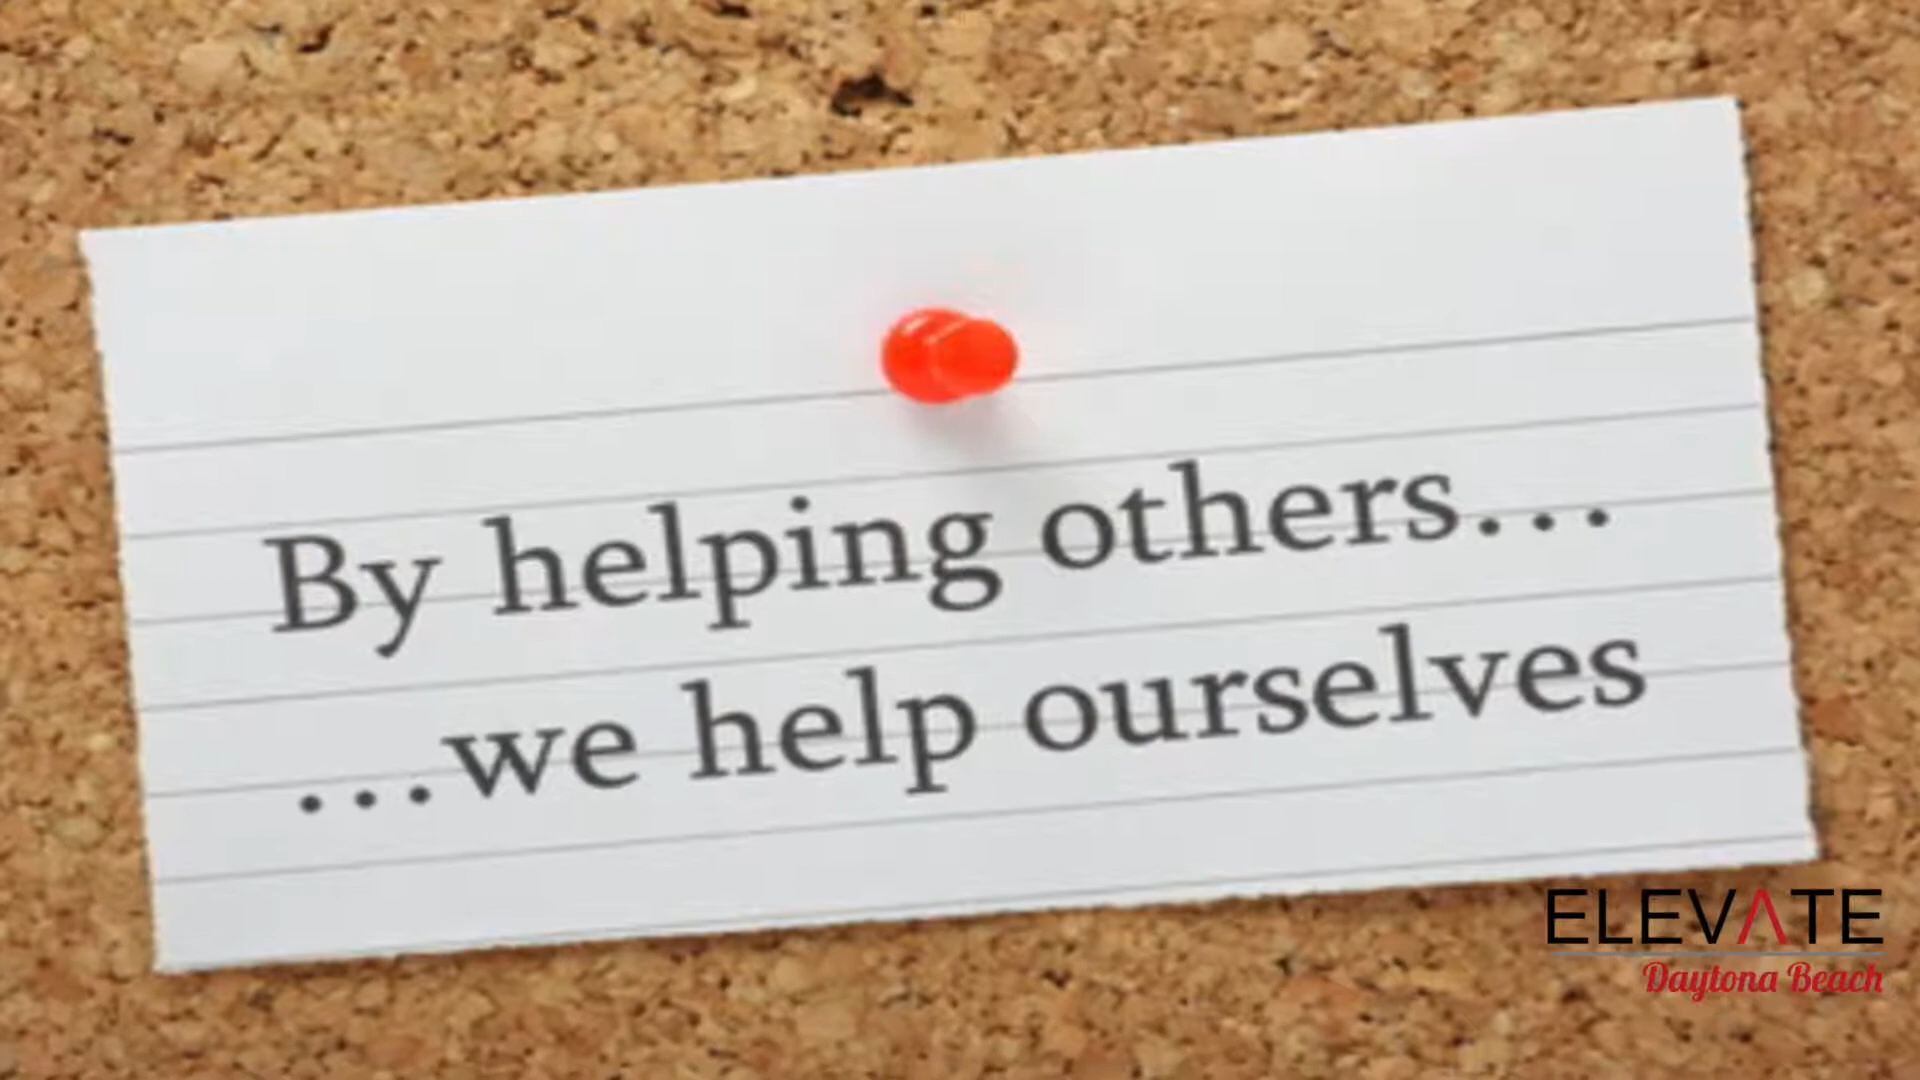 By helping others...
...we help ourselves
ELEVATE
Daytona Beach